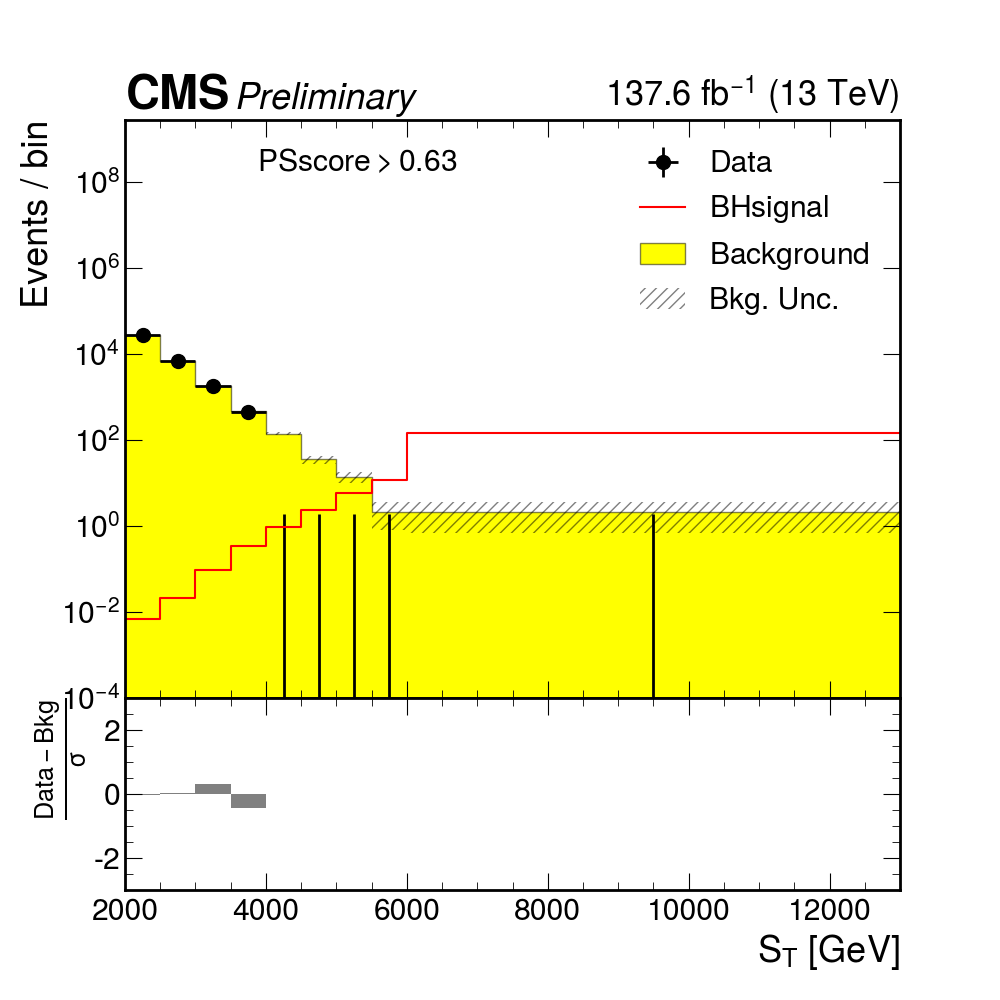 CMS Preliminary 137.6 fb⁻¹ (13 TeV)
Events / bin
PSscore > 0.63
Data
BHsignal
Background
Bkg. Unc.
10⁸
10⁶
10⁴
10²
10⁰
10⁻²
10⁻⁴
Data – Bkg
σ
2
0
-2
2000 4000 6000 8000 10000 12000
S_T [GeV]